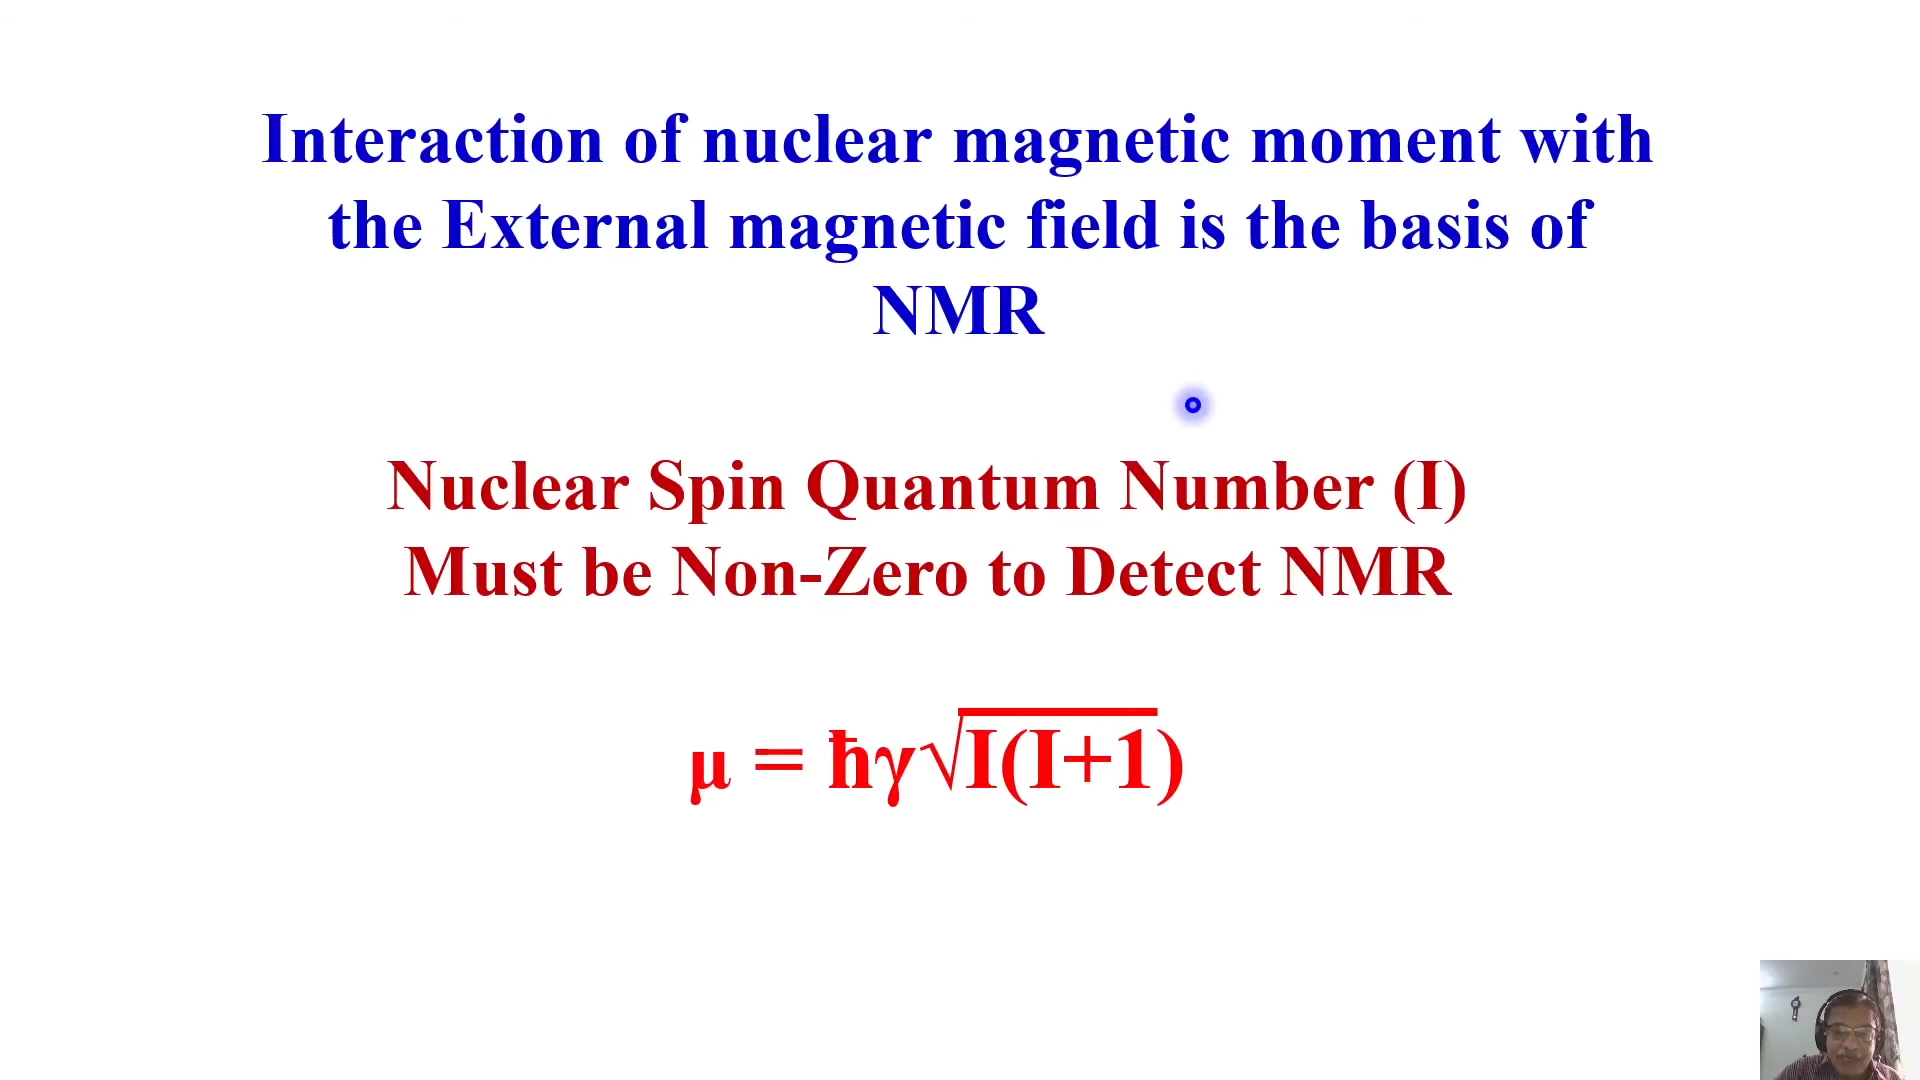 Interaction of nuclear magnetic moment with
the External magnetic field is the basis of
NMR
Nuclear Spin Quantum Number (I)
Must be Non-Zero to Detect NMR
μ = ħγ√I(I+1)